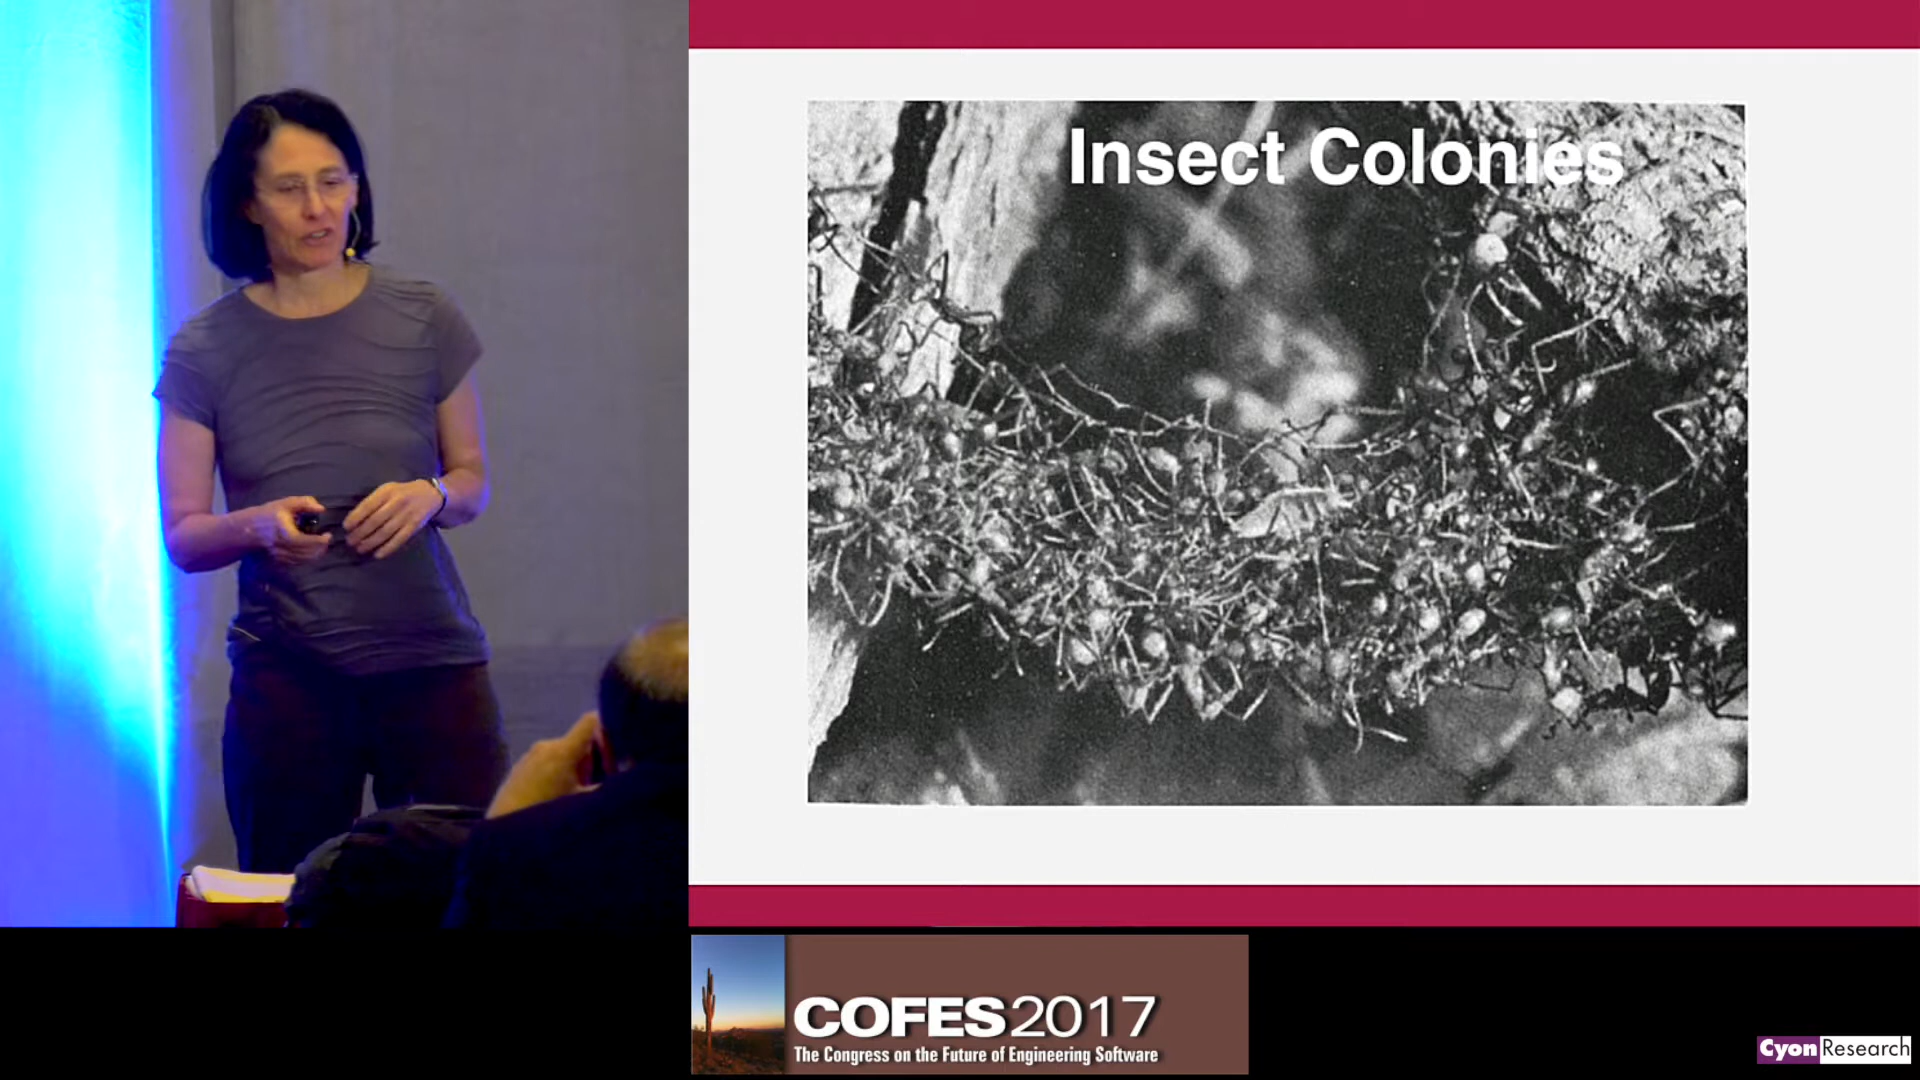 Insect Colonies
COFES2017
The Congress on the Future of Engineering Software
CyonResearch